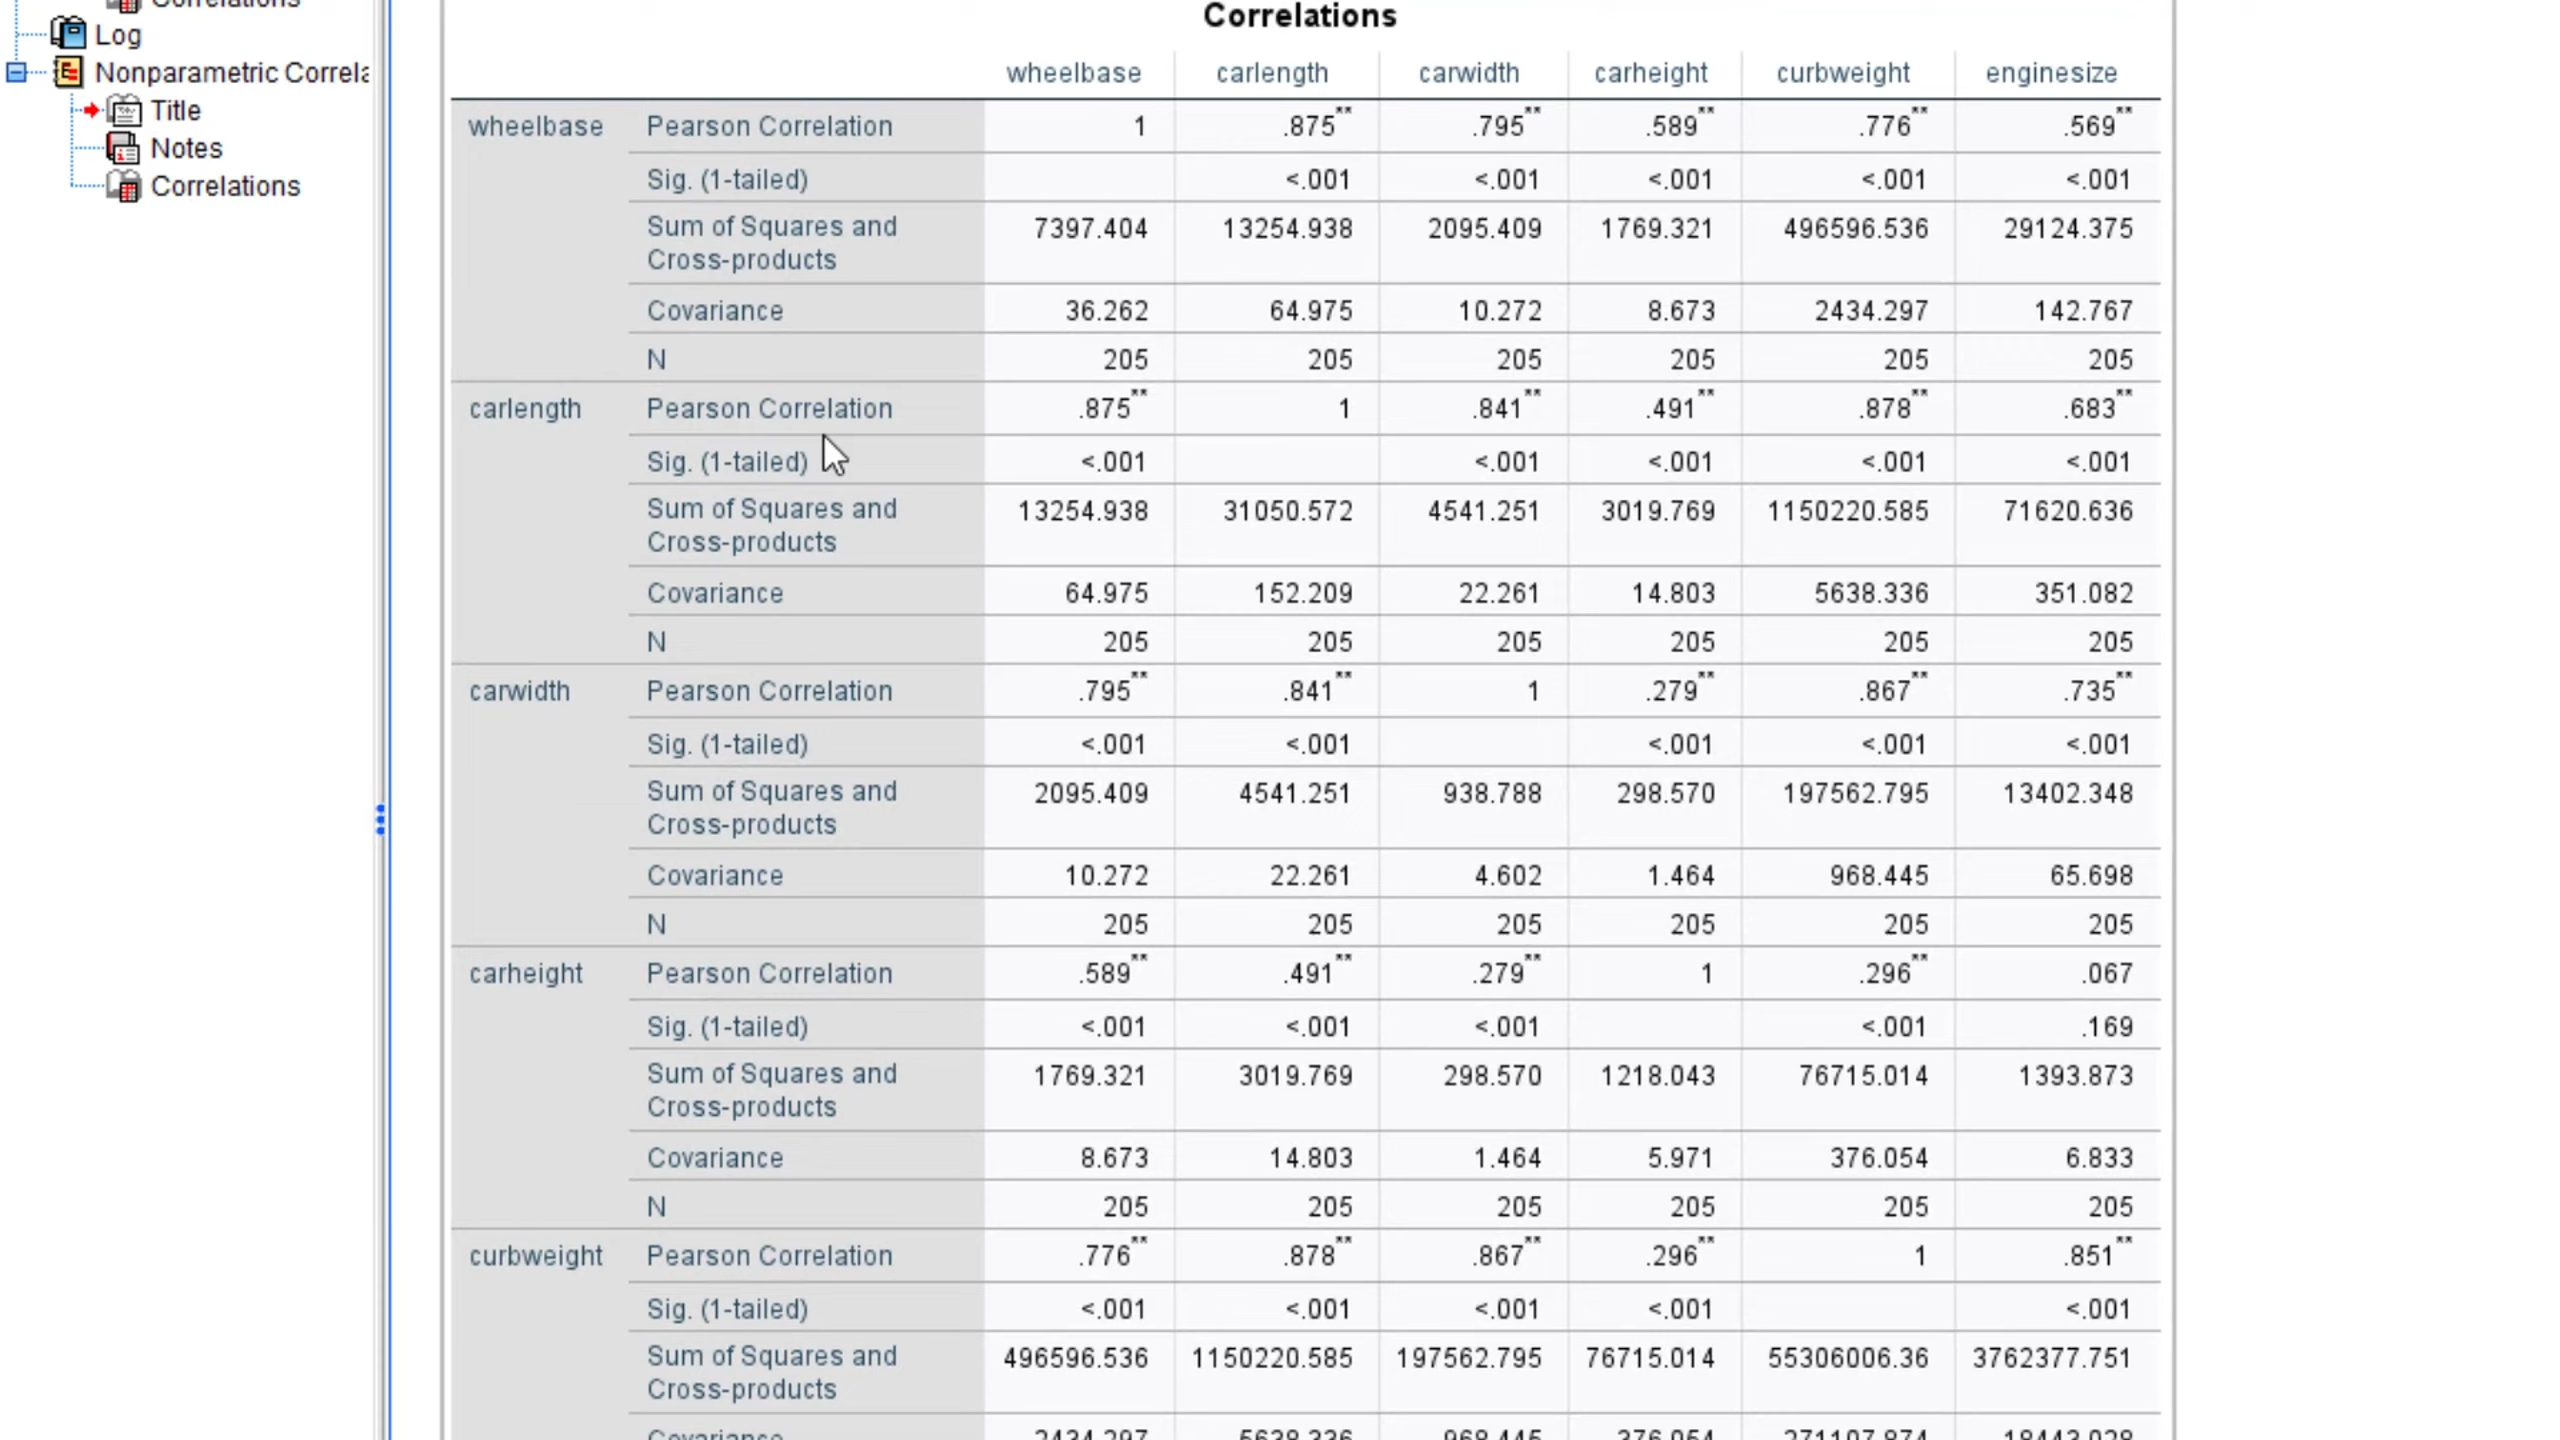 Correlations
Log
Nonparametric Correla
Title
Notes
Correlations
Correlations
wheelbase carlength carwidth carheight curbweight enginesize
wheelbase Pearson Correlation 1 .875** .795** .589** .776** .569**
Sig. (1-tailed) <.001 <.001 <.001 <.001 <.001
Sum of Squares and 7397.404 13254.938 2095.409 1769.321 496596.536 29124.375
Cross-products
Covariance 36.262 64.975 10.272 8.673 2434.297 142.767
N 205 205 205 205 205 205
carlength Pearson Correlation .875** 1 .841** .491** .878** .683**
Sig. (1-tailed) <.001 <.001 <.001 <.001 <.001
Sum of Squares and 13254.938 31050.572 4541.251 3019.769 1150220.585 71620.636
Cross-products
Covariance 64.975 152.209 22.261 14.803 5638.336 351.082
N 205 205 205 205 205 205
carwidth Pearson Correlation .795** .841** 1 .279** .867** .735**
Sig. (1-tailed) <.001 <.001 <.001 <.001 <.001
Sum of Squares and 2095.409 4541.251 938.788 298.570 197562.795 13402.348
Cross-products
Covariance 10.272 22.261 4.602 1.464 968.445 65.698
N 205 205 205 205 205 205
carheight Pearson Correlation .589** .491** .279** 1 .296** .067
Sig. (1-tailed) <.001 <.001 <.001 <.001 .169
Sum of Squares and 1769.321 3019.769 298.570 1218.043 76715.014 1393.873
Cross-products
Covariance 8.673 14.803 1.464 5.971 376.054 6.833
N 205 205 205 205 205 205
curbweight Pearson Correlation .776** .878** .867** .296** 1 .851**
Sig. (1-tailed) <.001 <.001 <.001 <.001 <.001
Sum of Squares and 496596.536 1150220.585 197562.795 76715.014 55306006.36 3762377.751
Cross-products
Covariance 2434.297 5638.336 968.445 376.054